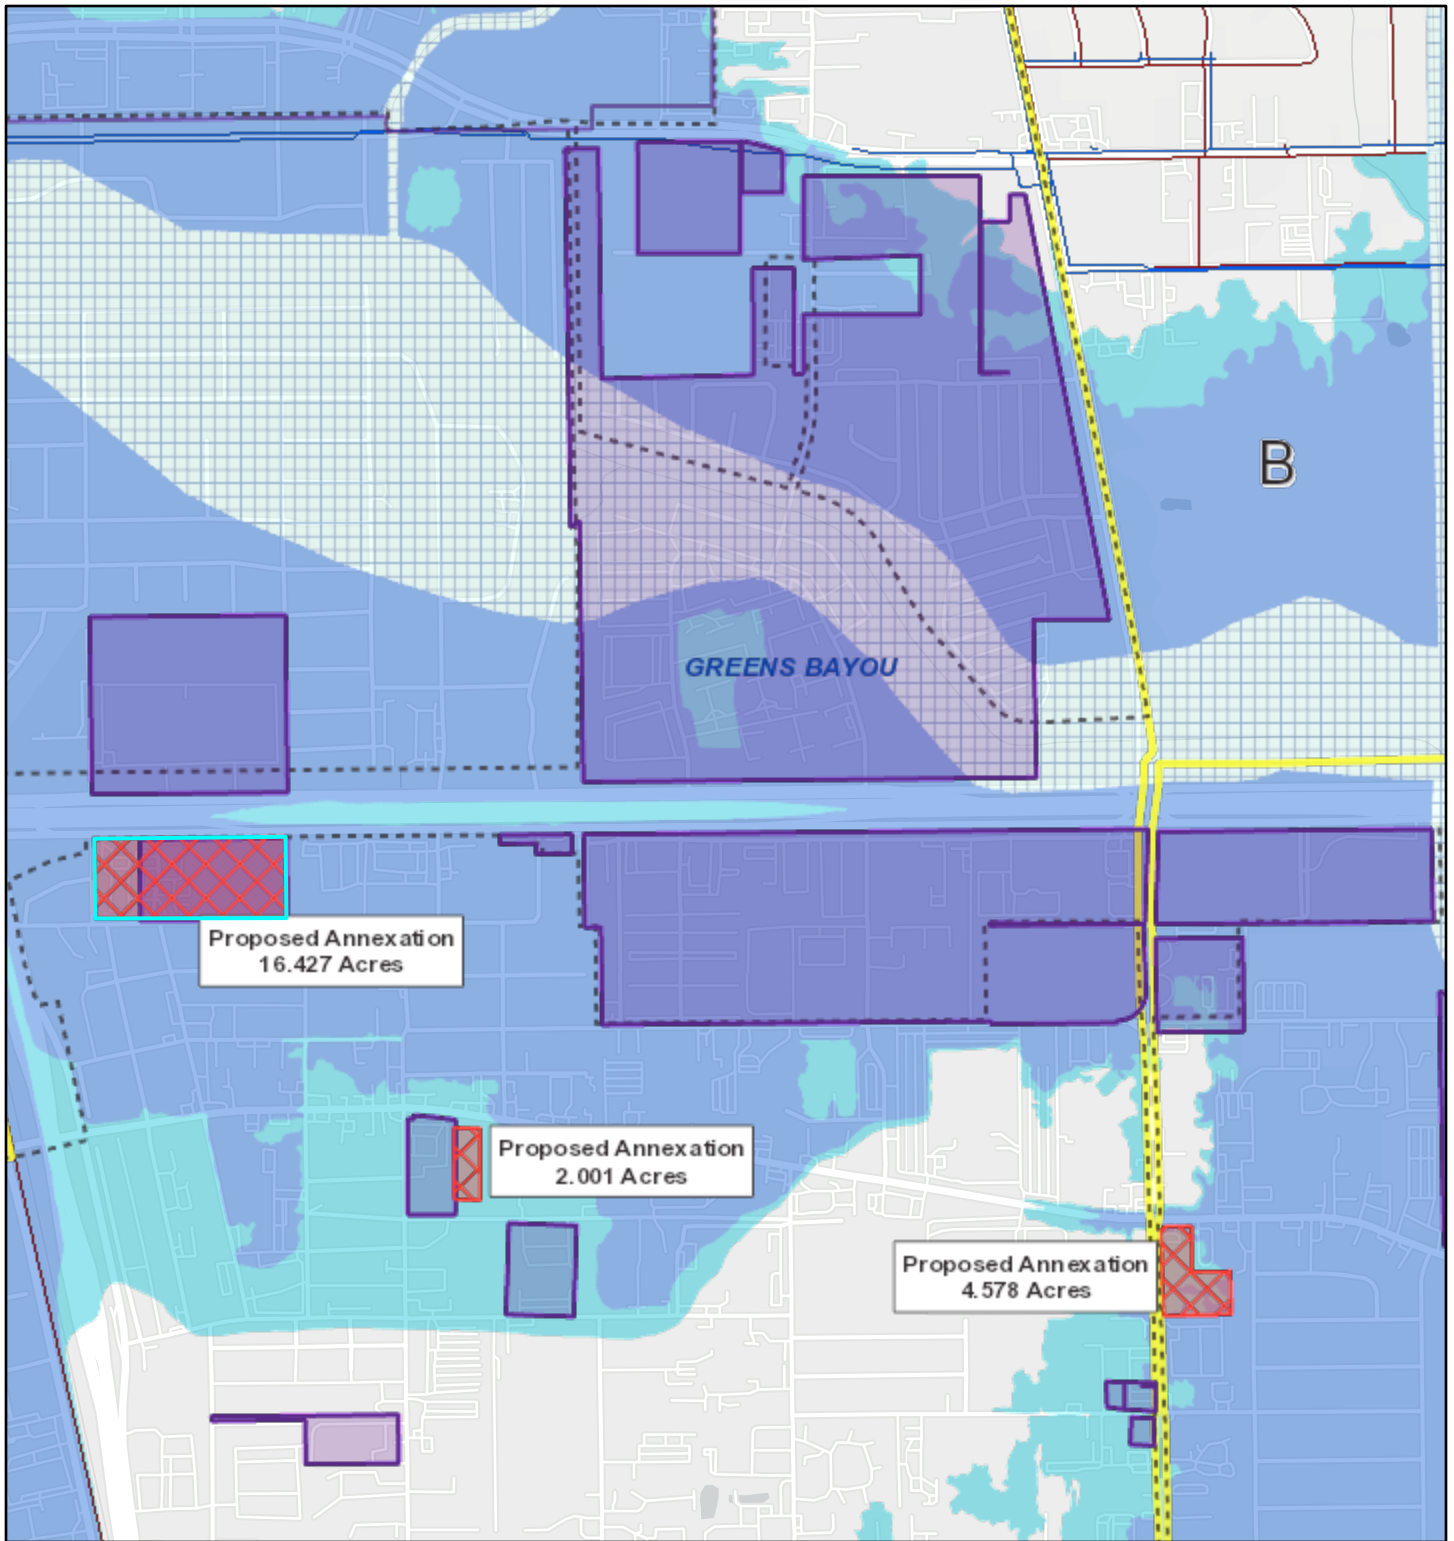 B
GREENS BAYOU
Proposed Annexation
16.427 Acres
Proposed Annexation
2.001 Acres
Proposed Annexation
4.578 Acres